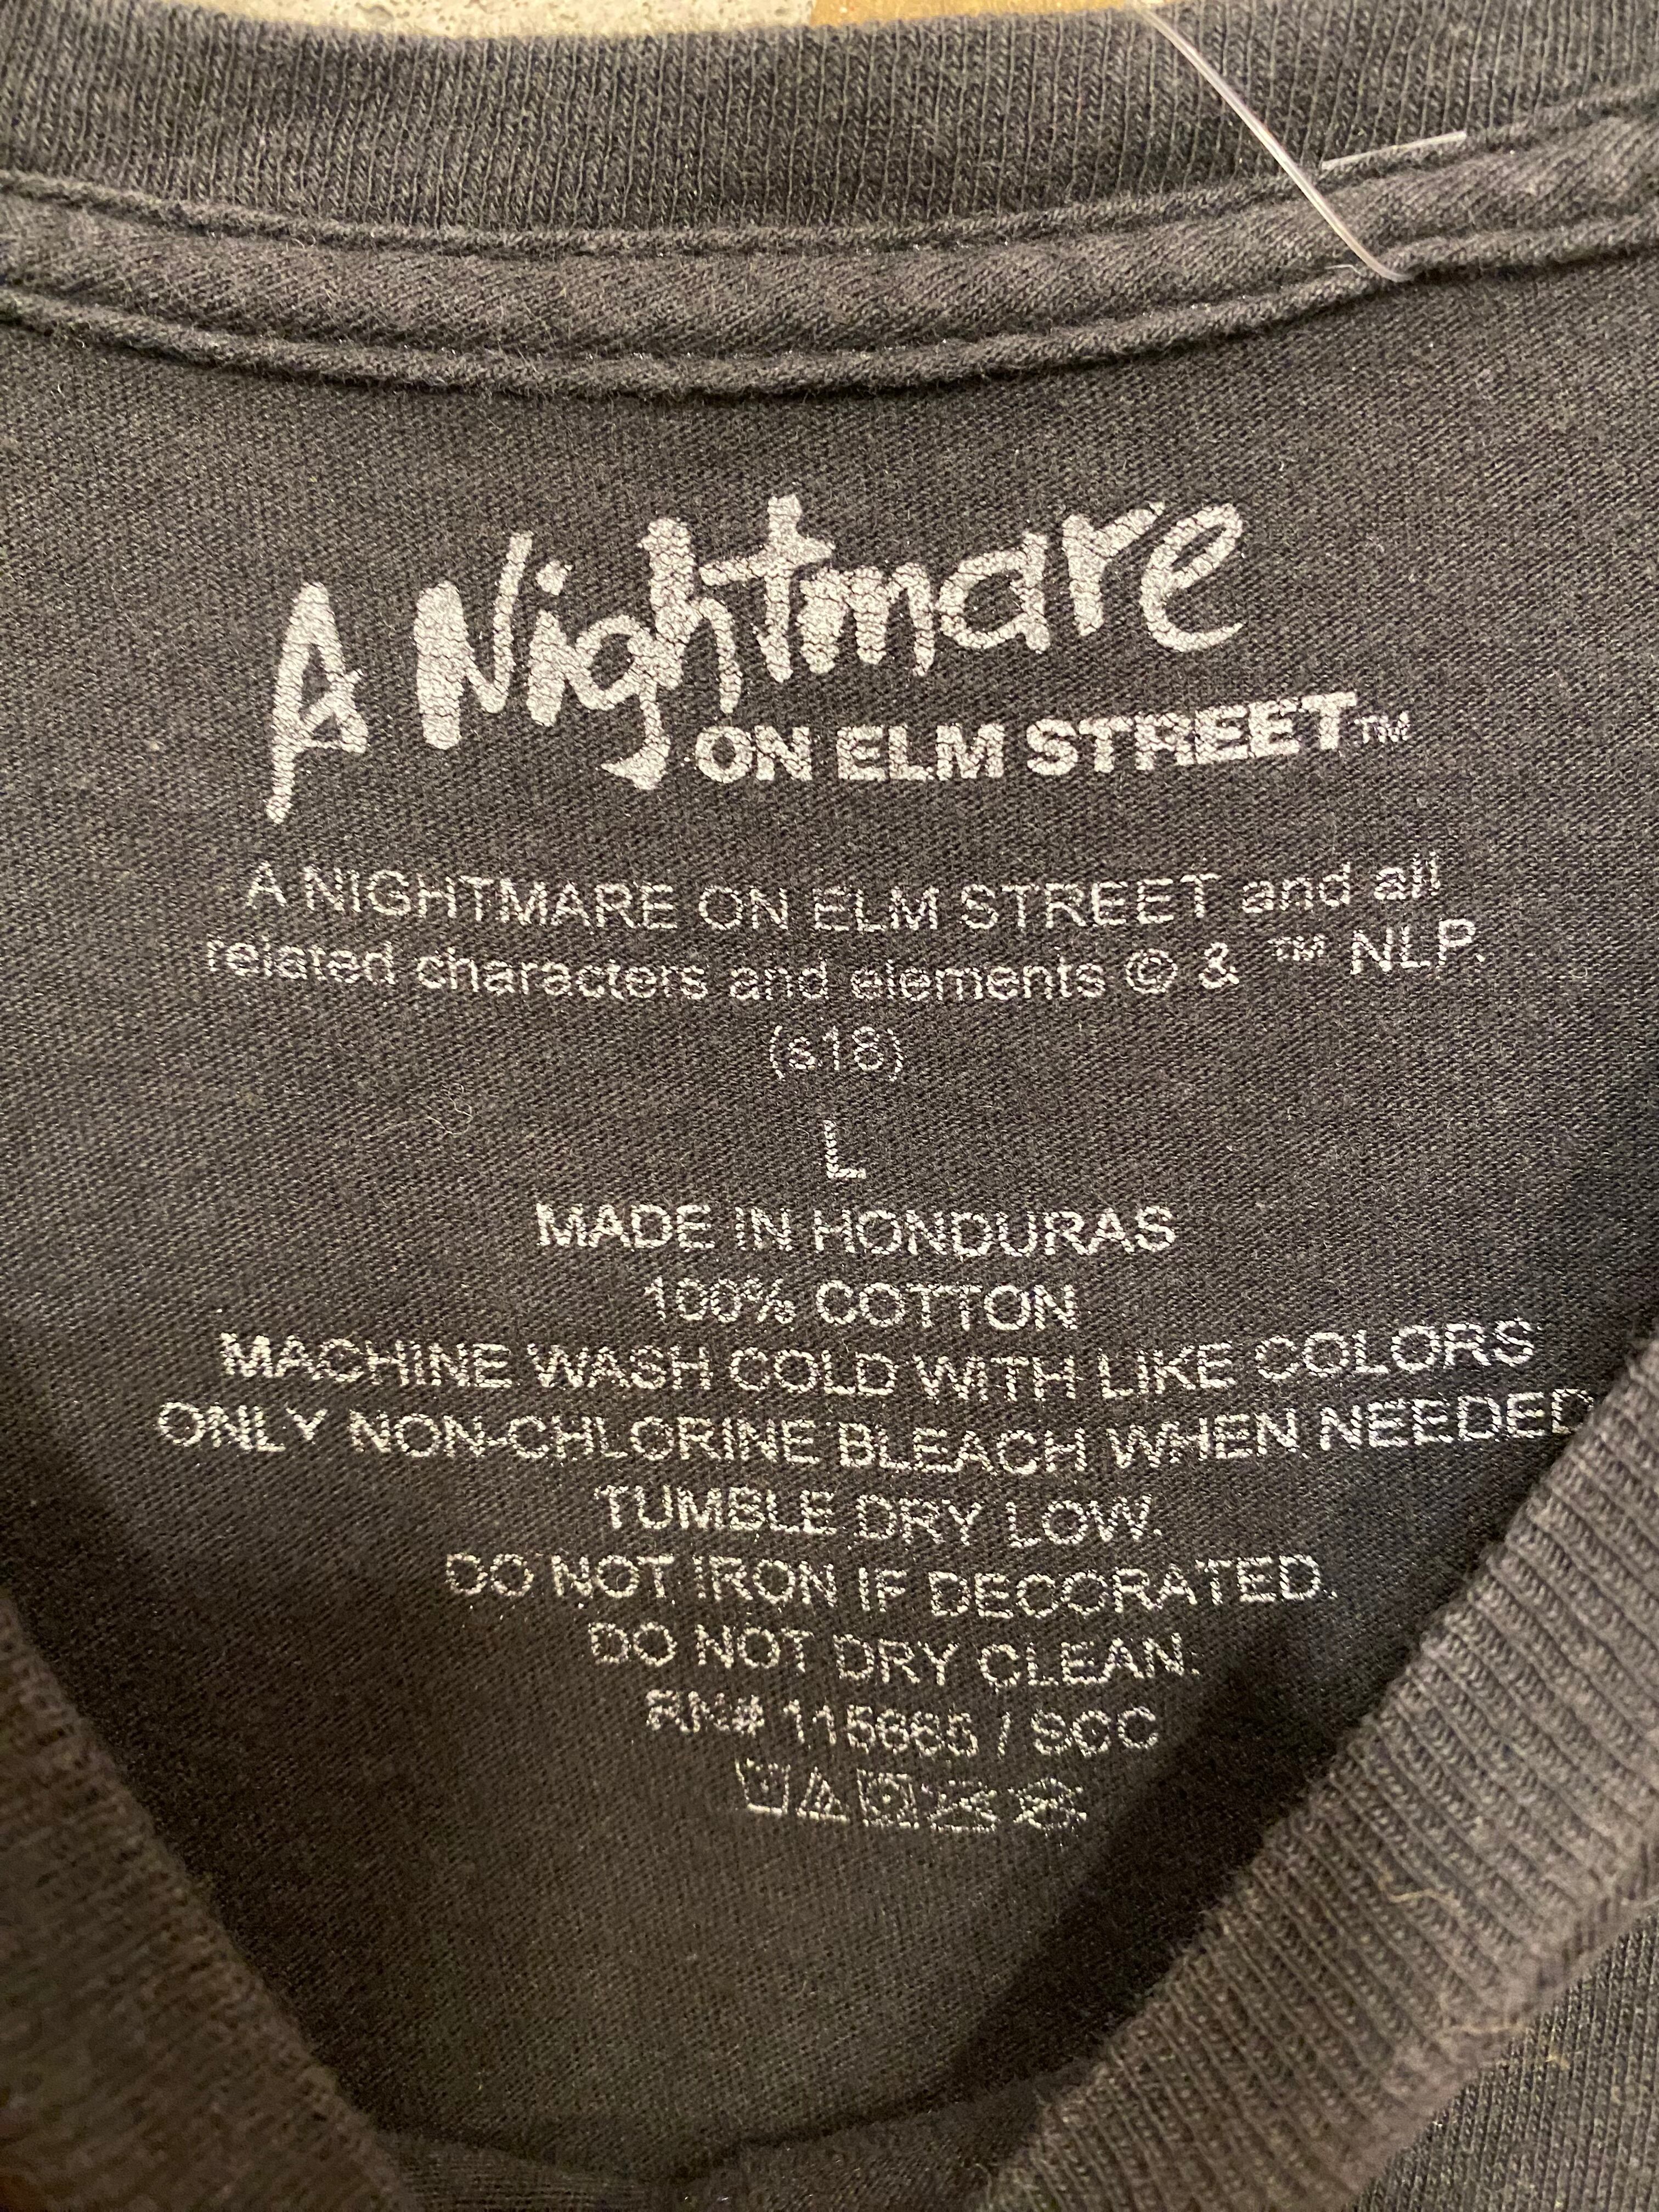 A Nightmare
ON ELM STREET™
A NIGHTMARE ON ELM STREET and all
related characters and elements © & ™ NLP.
(s18)
L
MADE IN HONDURAS
100% COTTON
MACHINE WASH COLD WITH LIKE COLORS
ONLY NON-CHLORINE BLEACH WHEN NEEDED
TUMBLE DRY LOW.
DO NOT IRON IF DECORATED.
DO NOT DRY CLEAN.
RN# 115665 / SCC